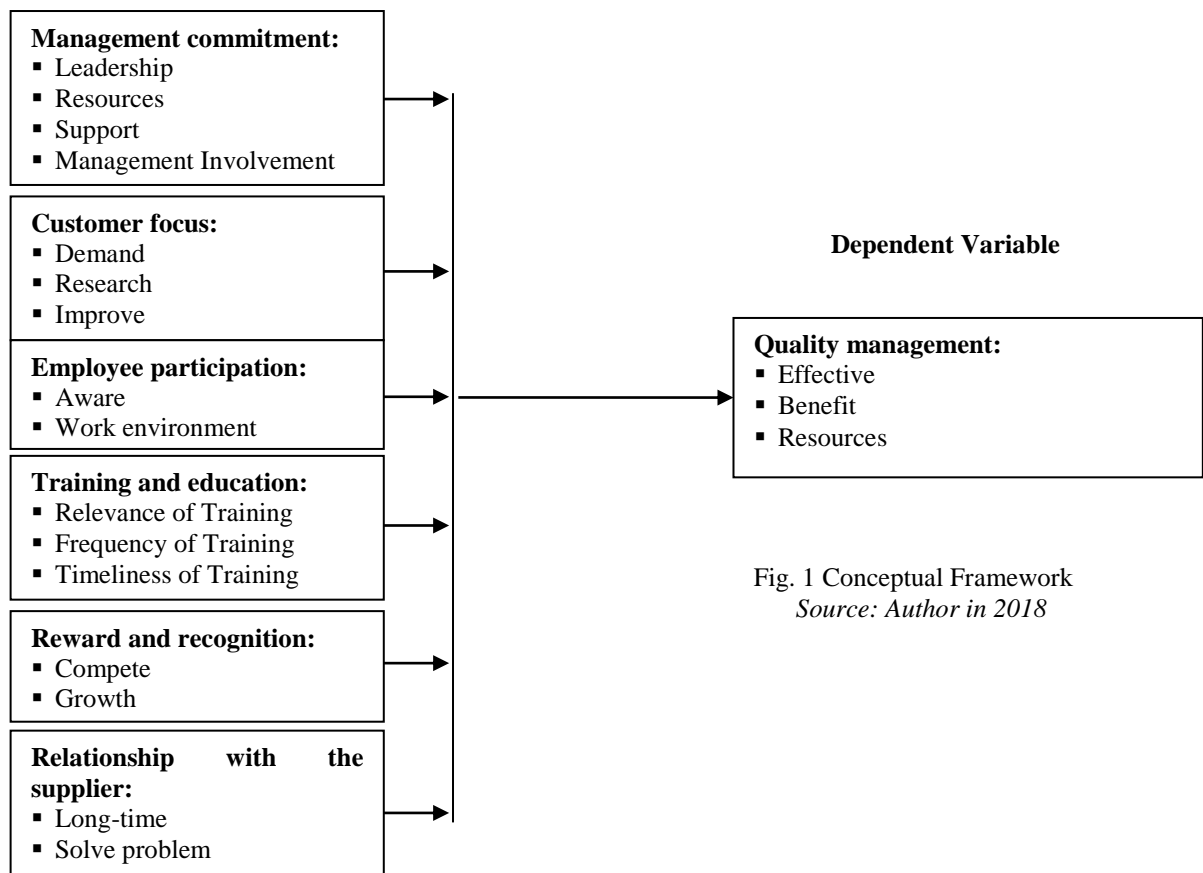 Management commitment:
▪ Leadership
▪ Resources
▪ Support
▪ Management Involvement
Customer focus:
▪ Demand
▪ Research
▪ Improve
Employee participation:
▪ Aware
▪ Work environment
Training and education:
▪ Relevance of Training
▪ Frequency of Training
▪ Timeliness of Training
Reward and recognition:
▪ Compete
▪ Growth
Relationship with the
supplier:
▪ Long-time
▪ Solve problem
Dependent Variable
Quality management:
▪ Effective
▪ Benefit
▪ Resources
Fig. 1 Conceptual Framework
Source: Author in 2018